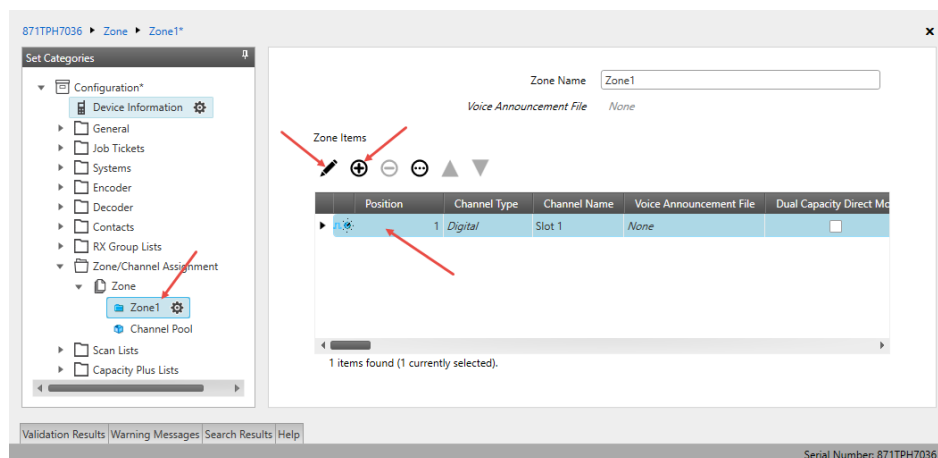 871TPH7036 Zone Zone1*
Set Categories
Configuration*
Device Information
General
Job Tickets
Systems
Encoder
Decoder
Contacts
RX Group Lists
Zone/Channel Assignment
Zone
Zone1
Channel Pool
Scan Lists
Capacity Plus Lists
Zone Name Zone1
Voice Announcement File None
Zone Items
Position Channel Type Channel Name Voice Announcement File Dual Capacity Direct Mo
1 Digital Slot 1 None
1 items found (1 currently selected).
Validation Results Warning Messages Search Results Help
Serial Number: 871TPH7036